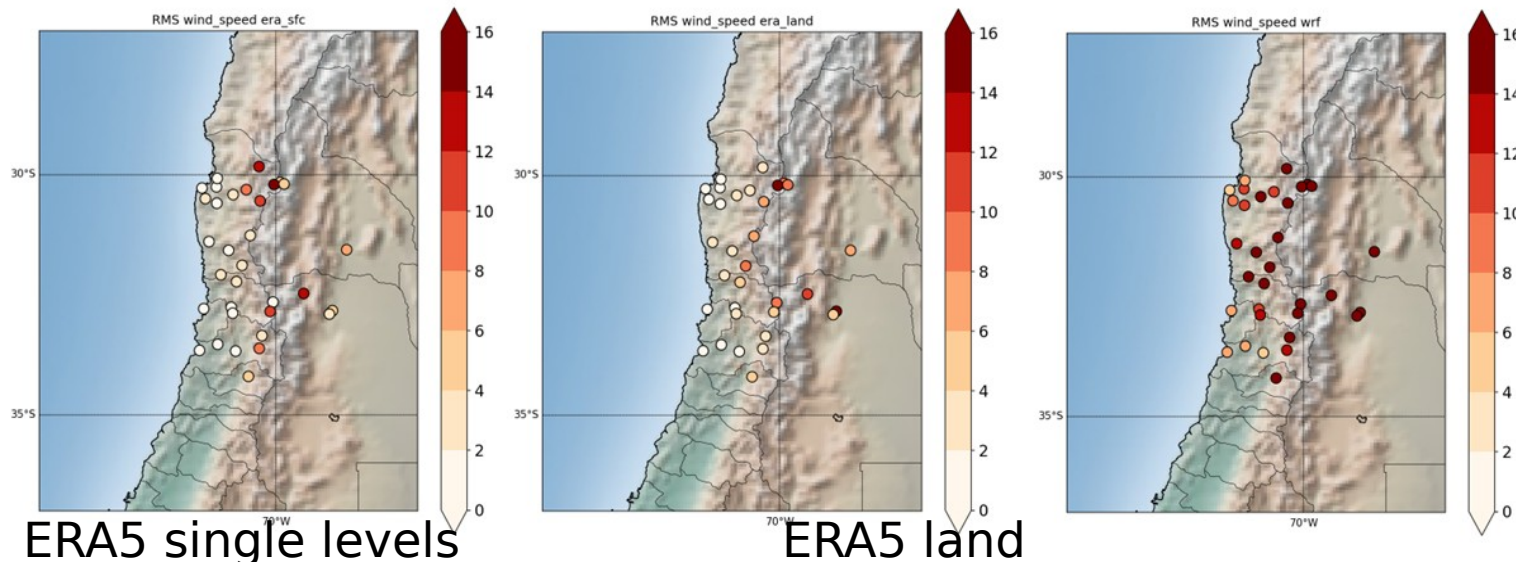 RMS wind_speed era_sfc
RMS wind_speed era_land
RMS wind_speed wrf
16
14
12
10
8
6
4
2
0
30°S
35°S
70°W
16
14
12
10
8
6
4
2
0
30°S
35°S
70°W
16
14
12
10
8
6
4
2
0
30°S
35°S
70°W
ERA5 single levels
ERA5 land